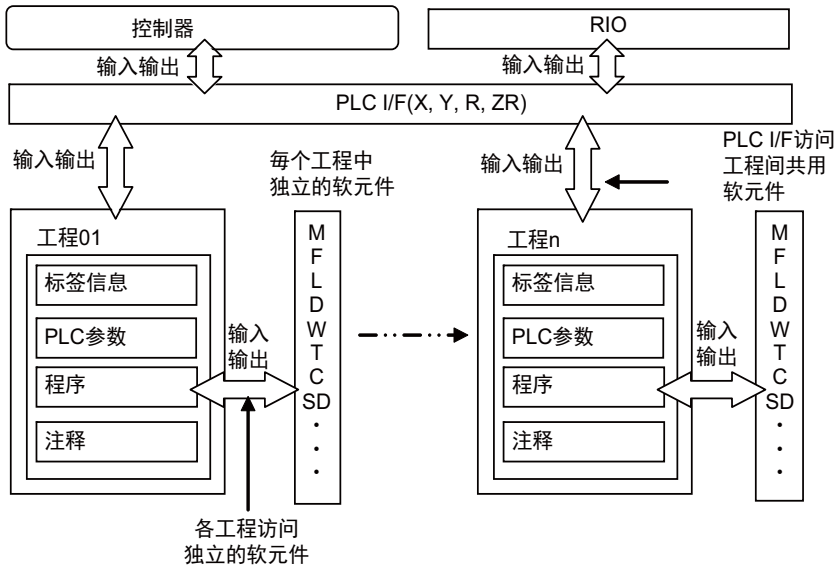 控制器
RIO
输入输出
输入输出
PLC I/F(X, Y, R, ZR)
输入输出
每个工程中
独立的软元件
输入输出
PLC I/F访问
工程间共用
软元件
工程01
标签信息
PLC参数
程序
注释
输入
输出
M
F
L
D
W
T
C
SD
·
·
·
工程n
标签信息
PLC参数
程序
注释
输入
输出
M
F
L
D
W
T
C
SD
·
·
·
各工程访问
独立的软元件